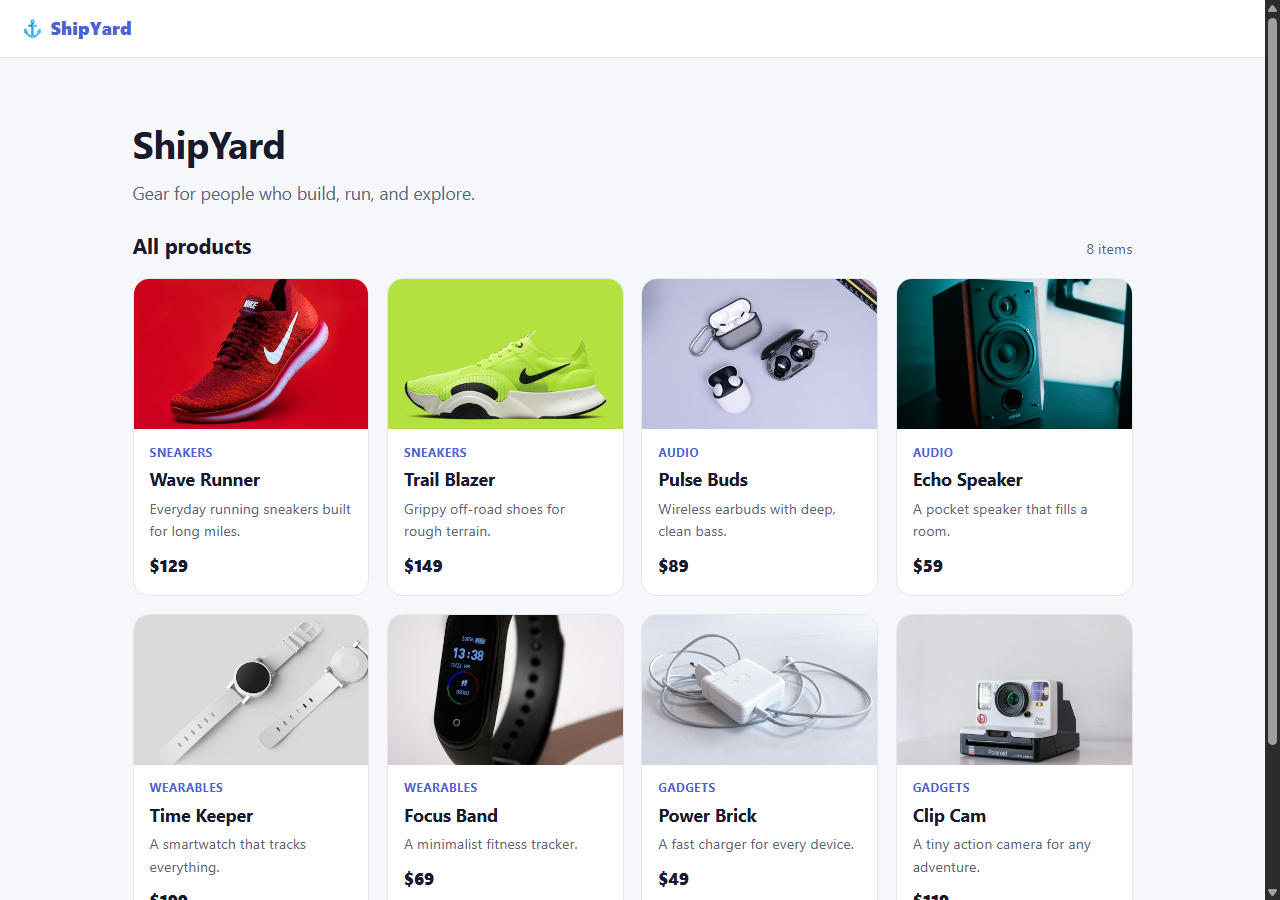 ShipYard
ShipYard
Gear for people who build, run, and explore.
All products
8 items
NIKE
SNEAKERS
Wave Runner
Everyday running sneakers built
for long miles.
$129
SNEAKERS
Trail Blazer
Grippy off-road shoes for
rough terrain.
$149
AUDIO
Pulse Buds
Wireless earbuds with deep,
clean bass.
$89
AUDIO
Echo Speaker
A pocket speaker that fills a
room.
$59
13:38
Polaroid
WEARABLES
Time Keeper
A smartwatch that tracks
everything.
WEARABLES
Focus Band
A minimalist fitness tracker.
$69
GADGETS
Power Brick
A fast charger for every device.
$49
GADGETS
Clip Cam
A tiny action camera for any
adventure.